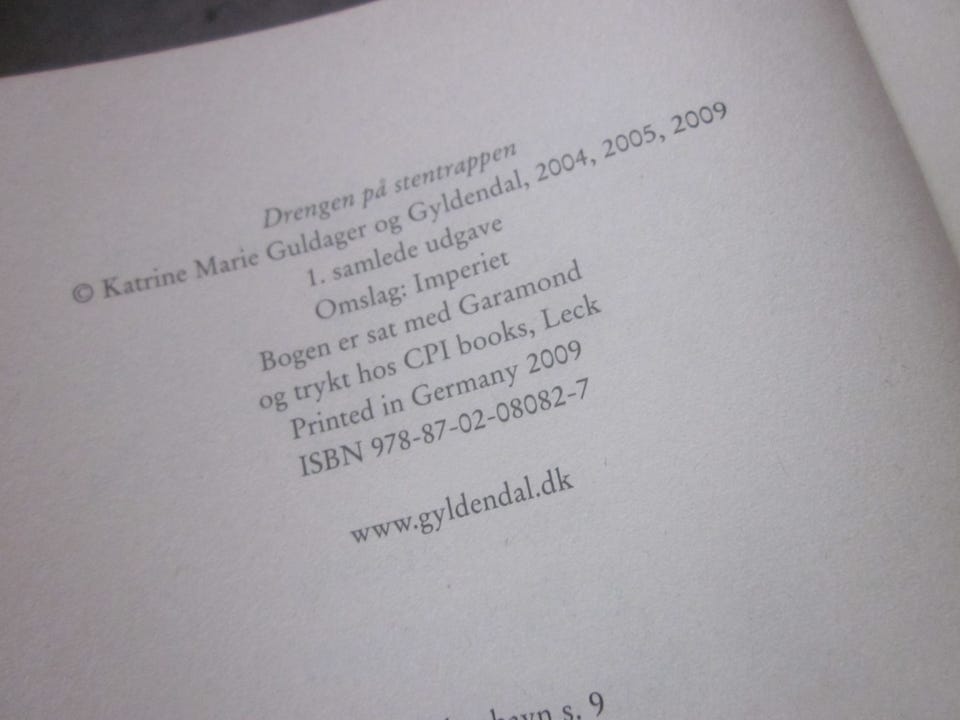 Drengen på stentrappen
© Katrine Marie Guldager og Gyldendal, 2004, 2005, 2009
1. samlede udgave
Omslag: Imperiet
Bogen er sat med Garamond
og trykt hos CPI books, Leck
Printed in Germany 2009
ISBN 978-87-02-08082-7
www.gyldendal.dk
s. 9